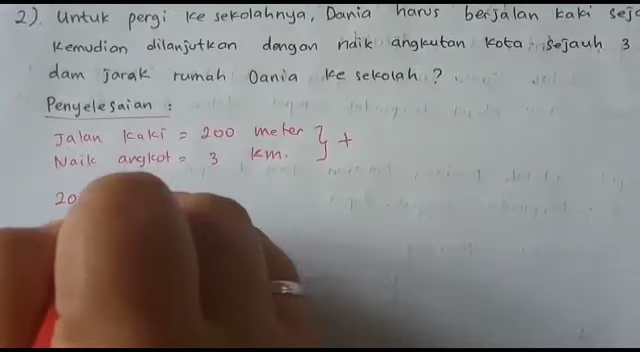 2). Untuk pergi ke sekolahnya, Dania harus berjalan kaki sej
kemudian dilanjutkan dengan naik angkutan kota sejauh 3
dam jarak rumah Dania ke sekolah ?
Penyelesaian :
Jalan kaki = 200 meter } +
Naik angkot = 3 km.
20